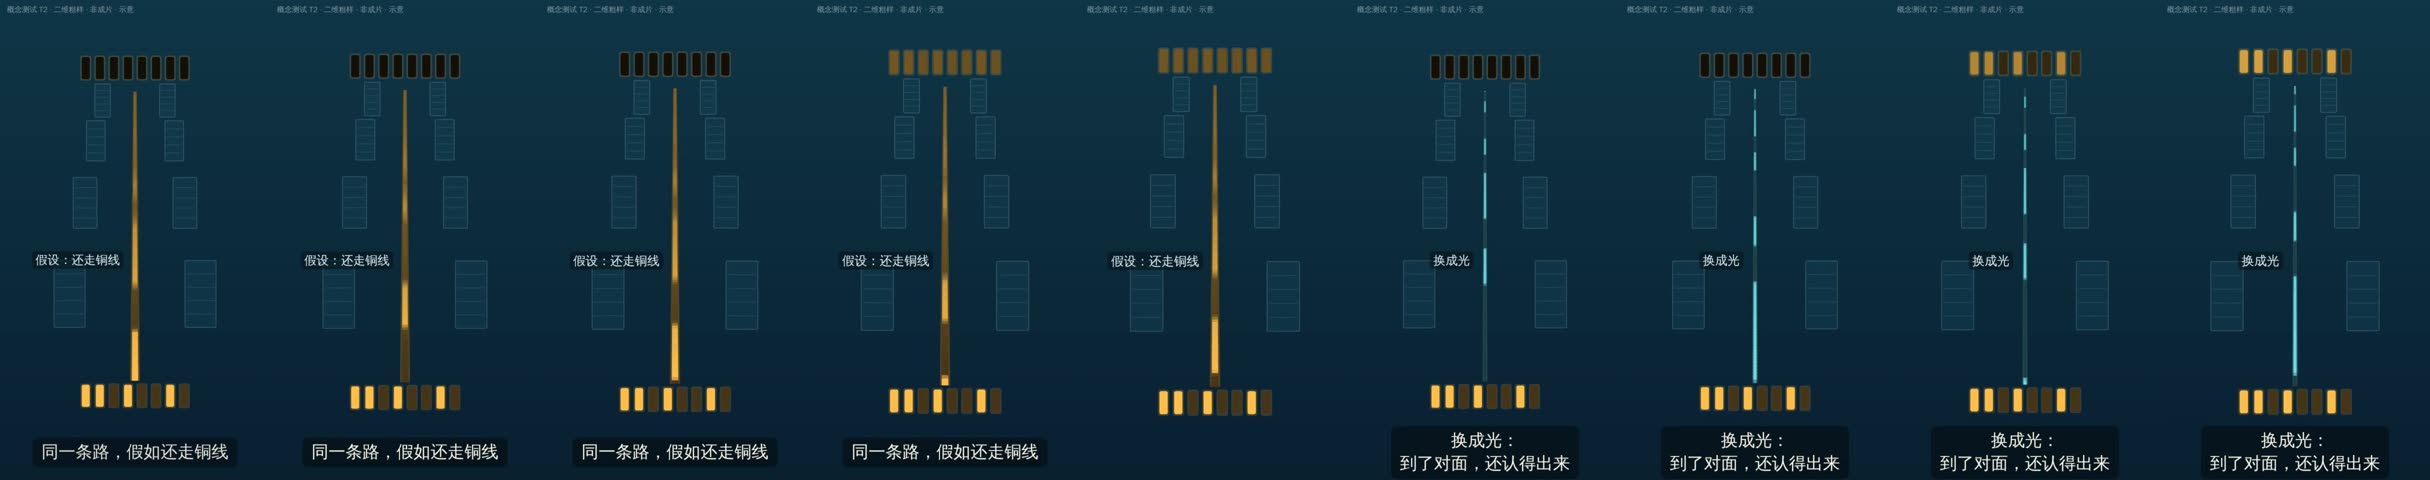 概念测试 T2 · 二维粗样 · 非成片 · 示意
概念测试 T2 · 二维粗样 · 非成片 · 示意
概念测试 T2 · 二维粗样 · 非成片 · 示意
概念测试 T2 · 二维粗样 · 非成片 · 示意
概念测试 T2 · 二维粗样 · 非成片 · 示意
概念测试 T2 · 二维粗样 · 非成片 · 示意
概念测试 T2 · 二维粗样 · 非成片 · 示意
概念测试 T2 · 二维粗样 · 非成片 · 示意
概念测试 T2 · 二维粗样 · 非成片 · 示意
假设：还走铜线
假设：还走铜线
假设：还走铜线
假设：还走铜线
假设：还走铜线
换成光
换成光
换成光
换成光
同一条路，假如还走铜线
同一条路，假如还走铜线
同一条路，假如还走铜线
同一条路，假如还走铜线
换成光：
到了对面，还认得出来
换成光：
到了对面，还认得出来
换成光：
到了对面，还认得出来
换成光：
到了对面，还认得出来